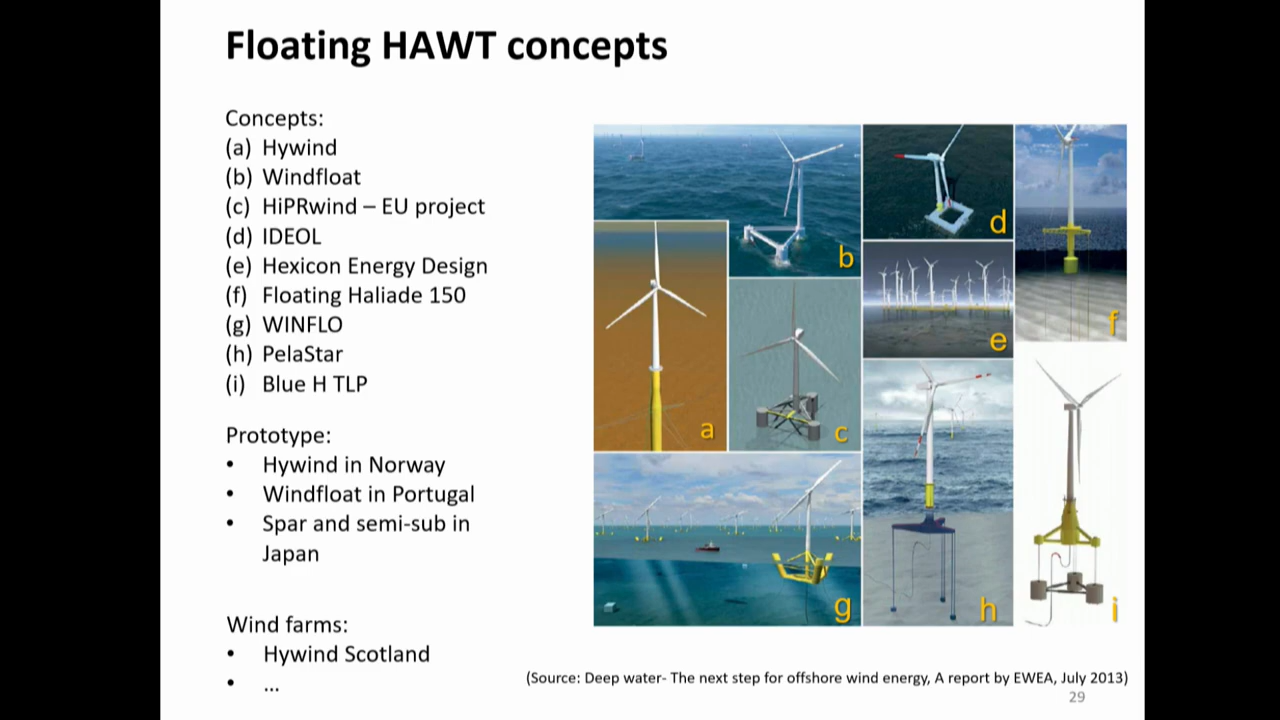 Floating HAWT concepts
Concepts:
(a) Hywind
(b) Windfloat
(c) HiPRwind – EU project
(d) IDEOL
(e) Hexicon Energy Design
(f) Floating Haliade 150
(g) WINFLO
(h) PelaStar
(i) Blue H TLP
Prototype:
• Hywind in Norway
• Windfloat in Portugal
• Spar and semi-sub in
Japan
Wind farms:
• Hywind Scotland
• ...
a
b
c
d
e
f
g
h
i
(Source: Deep water- The next step for offshore wind energy, A report by EWEA, July 2013)
29